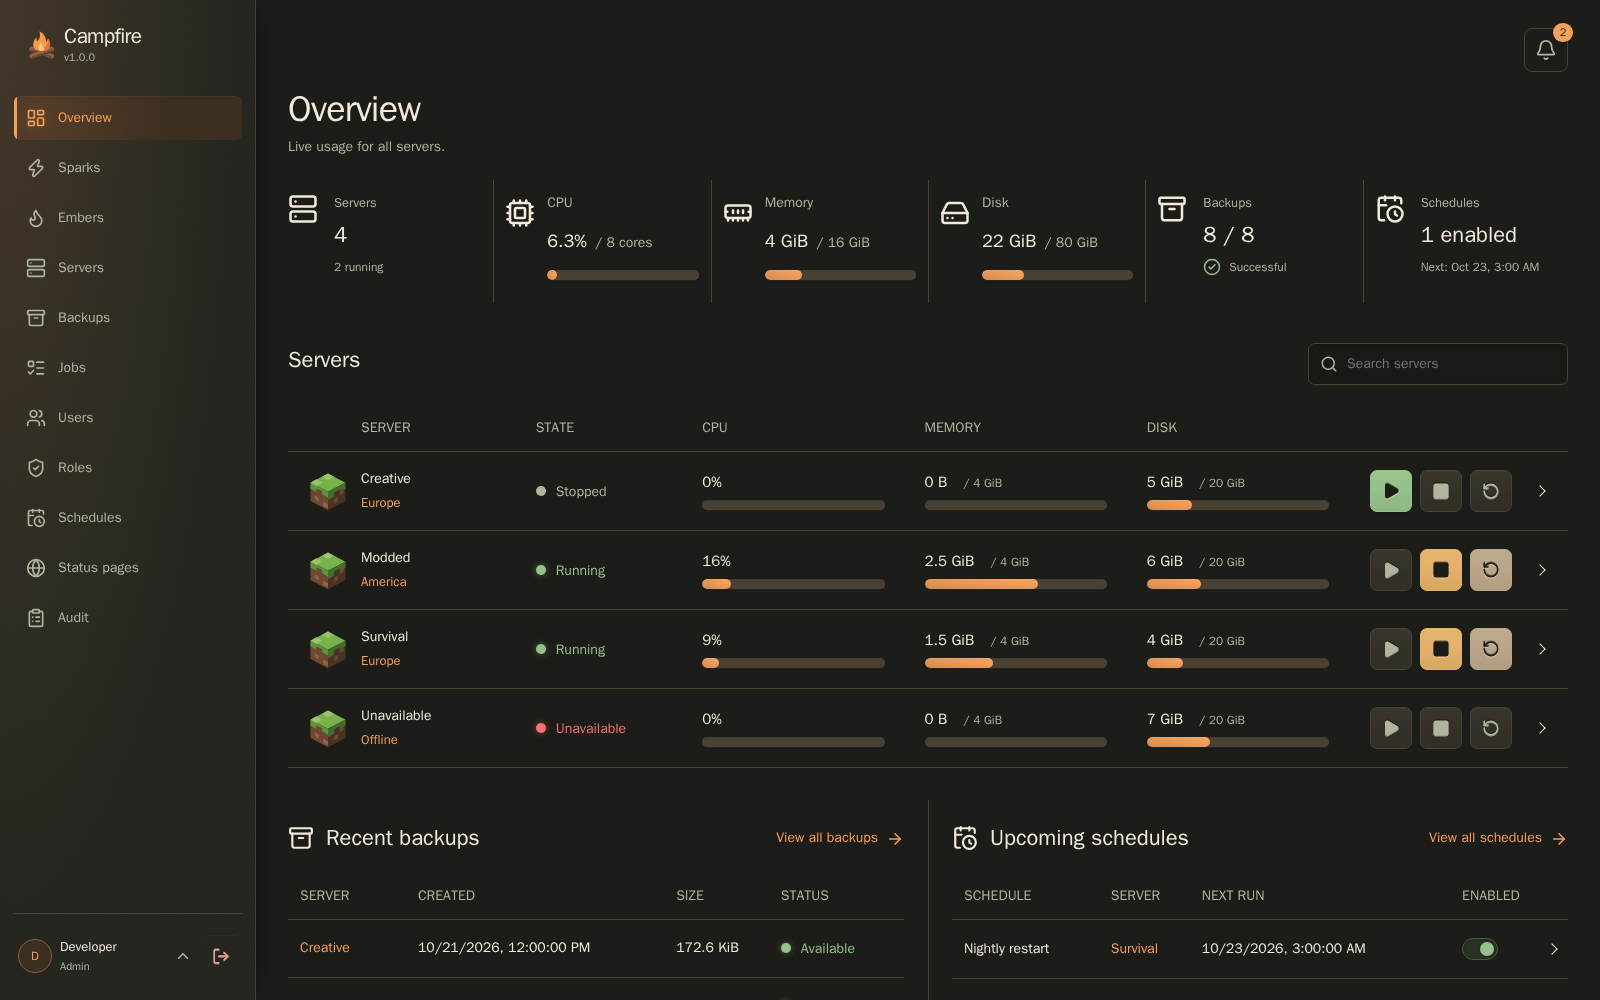 Campfire
v1.0.0
Overview
Sparks
Embers
Servers
Backups
Jobs
Users
Roles
Schedules
Status pages
Audit
D
Developer
Admin
2
Overview
Live usage for all servers.
Servers
4
2 running
CPU
6.3% / 8 cores
Memory
4 GiB / 16 GiB
Disk
22 GiB / 80 GiB
Backups
8 / 8
Successful
Schedules
1 enabled
Next: Oct 23, 3:00 AM
Servers
Search servers
SERVER STATE CPU MEMORY DISK
Creative
Europe
Stopped
0%
0 B / 4 GiB
5 GiB / 20 GiB
Modded
America
Running
16%
2.5 GiB / 4 GiB
6 GiB / 20 GiB
Survival
Europe
Running
9%
1.5 GiB / 4 GiB
4 GiB / 20 GiB
Unavailable
Offline
Unavailable
0%
0 B / 4 GiB
7 GiB / 20 GiB
Recent backups
View all backups
SERVER CREATED SIZE STATUS
Creative 10/21/2026, 12:00:00 PM 172.6 KiB Available
Upcoming schedules
View all schedules
SCHEDULE SERVER NEXT RUN ENABLED
Nightly restart Survival 10/23/2026, 3:00:00 AM